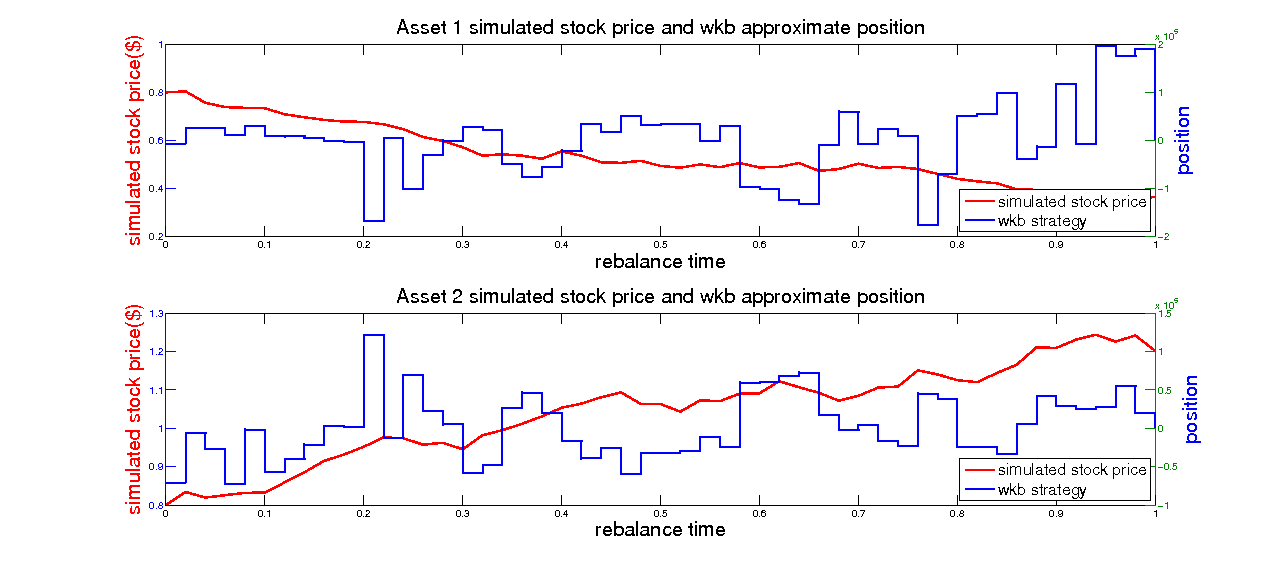 Asset 1 simulated stock price and wkb approximate position
simulated stock price($)
1
0.8
0.6
0.4
0.2
x 10^5
2
1
0
−1
−2
position
simulated stock price
wkb strategy
0 0.1 0.2 0.3 0.4 0.5 0.6 0.7 0.8 0.9 1
rebalance time
Asset 2 simulated stock price and wkb approximate position
simulated stock price($)
1.3
1.2
1.1
1
0.9
0.8
x 10^5
1.5
1
0.5
0
−0.5
−1
position
simulated stock price
wkb strategy
0 0.1 0.2 0.3 0.4 0.5 0.6 0.7 0.8 0.9 1
rebalance time